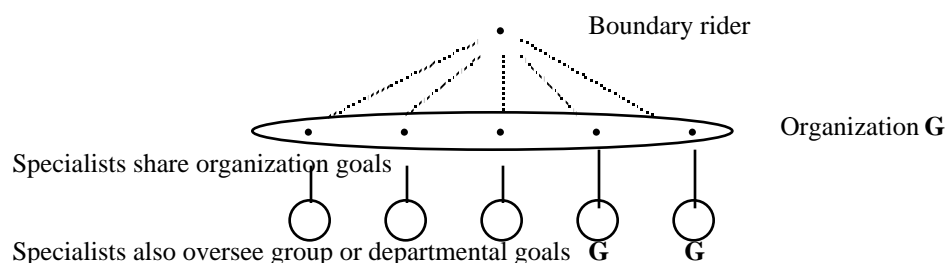 Boundary rider
Organization G
Specialists share organization goals
Specialists also oversee group or departmental goals G G